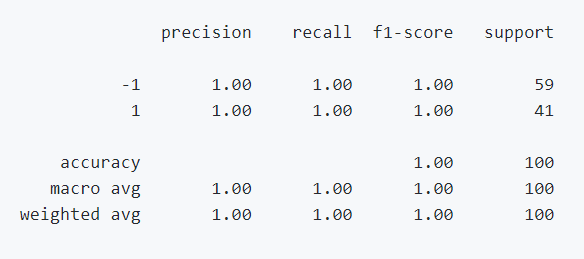 precision recall f1-score support
-1 1.00 1.00 1.00 59
1 1.00 1.00 1.00 41
accuracy 1.00 100
macro avg 1.00 1.00 1.00 100
weighted avg 1.00 1.00 1.00 100